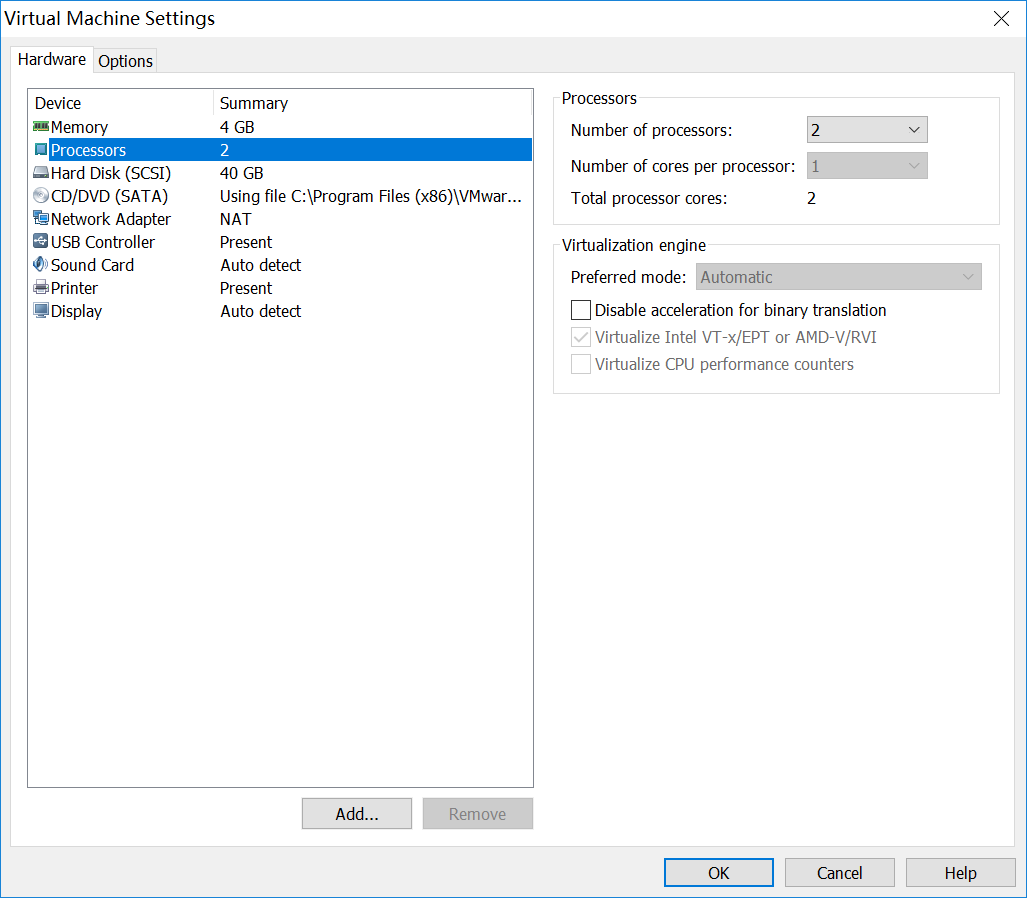 Virtual Machine Settings
Hardware Options
Device Summary
Memory 4 GB
Processors 2
Hard Disk (SCSI) 40 GB
CD/DVD (SATA) Using file C:\Program Files (x86)\VMwar...
Network Adapter NAT
USB Controller Present
Sound Card Auto detect
Printer Present
Display Auto detect
Add... Remove
Processors
Number of processors: 2
Number of cores per processor: 1
Total processor cores: 2
Virtualization engine
Preferred mode: Automatic
Disable acceleration for binary translation
Virtualize Intel VT-x/EPT or AMD-V/RVI
Virtualize CPU performance counters
OK Cancel Help